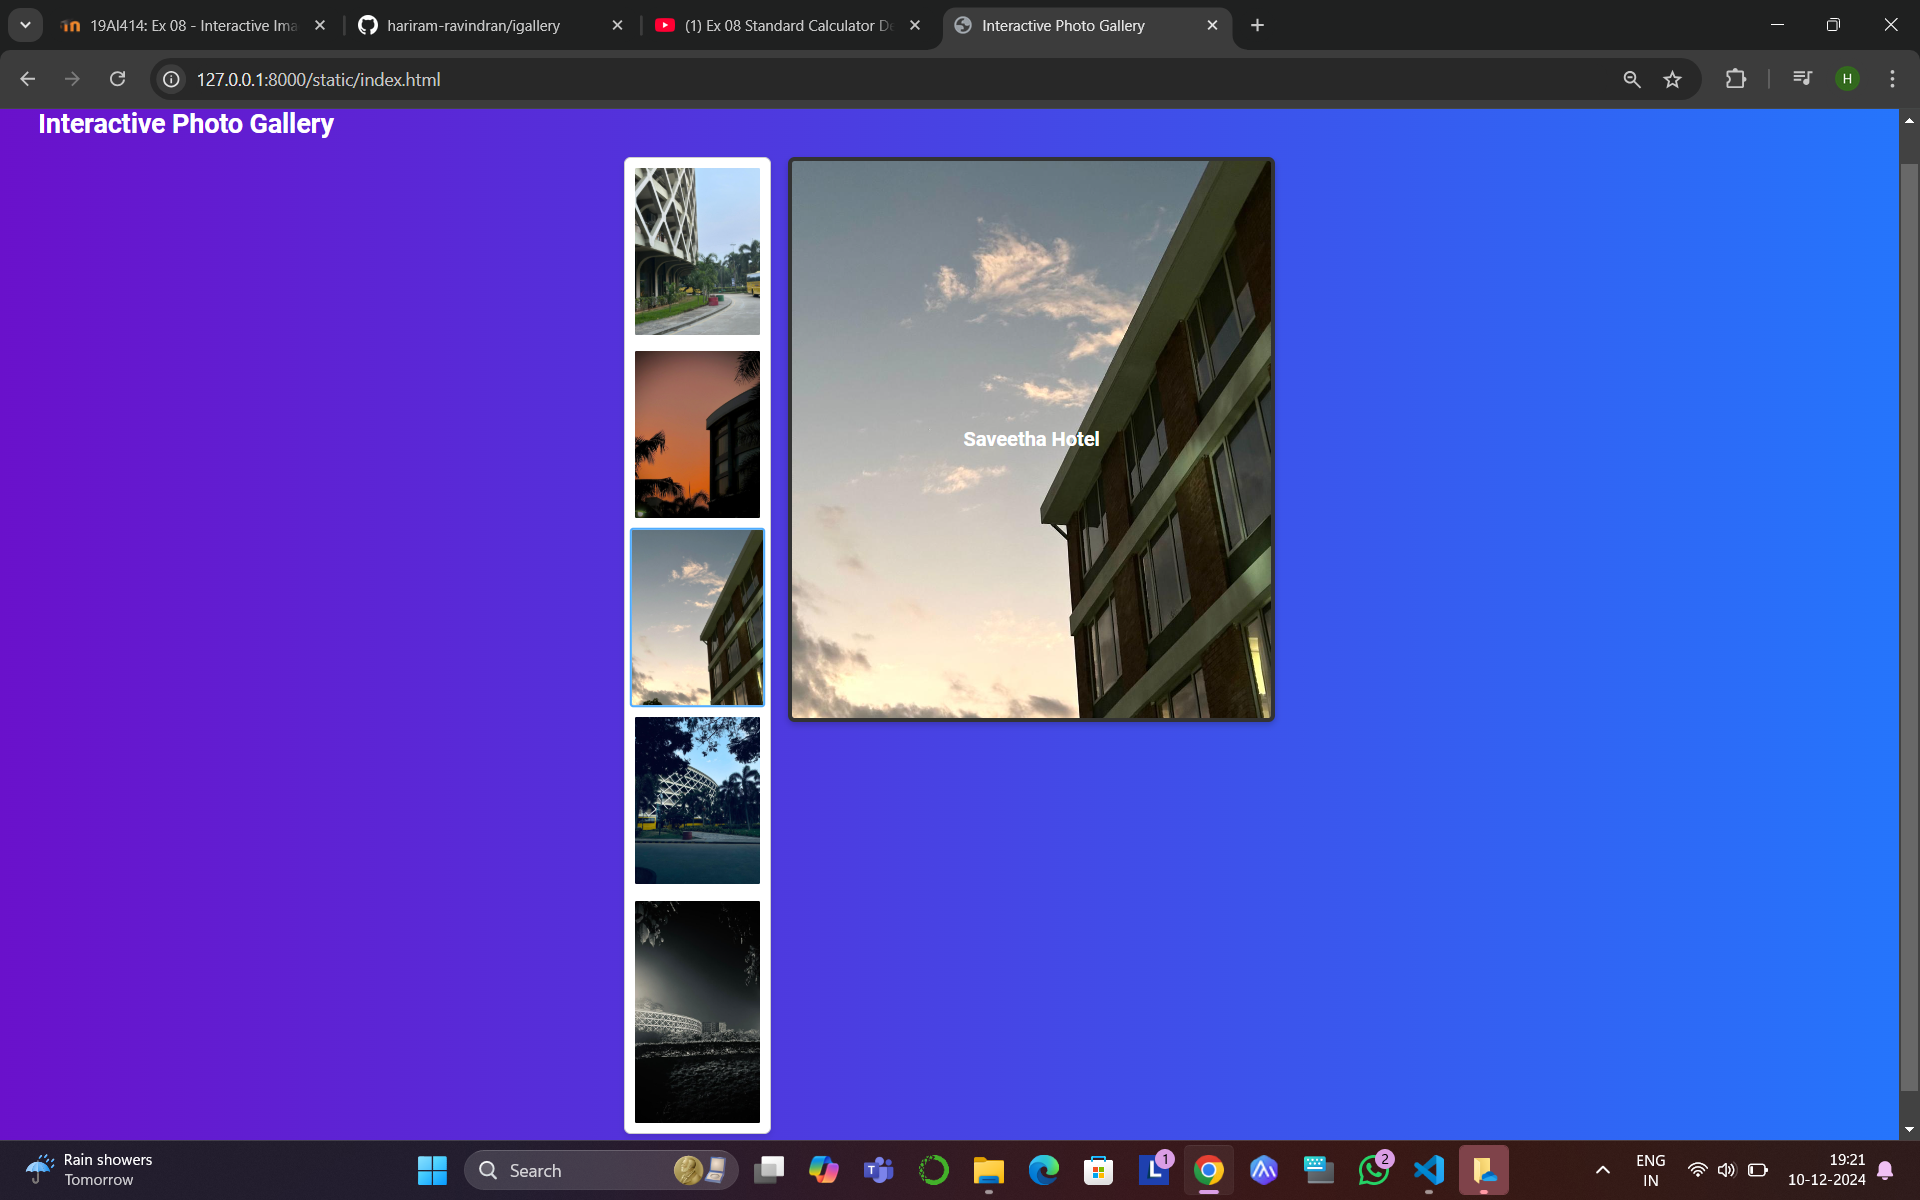 19AI414: Ex 08 - Interactive Ima
hariram-ravindran/igallery
(1) Ex 08 Standard Calculator De
Interactive Photo Gallery
127.0.0.1:8000/static/index.html
H
Interactive Photo Gallery
Saveetha Hotel
Rain showers
Tomorrow
Search
1
2
ENG
IN
19:21
10-12-2024